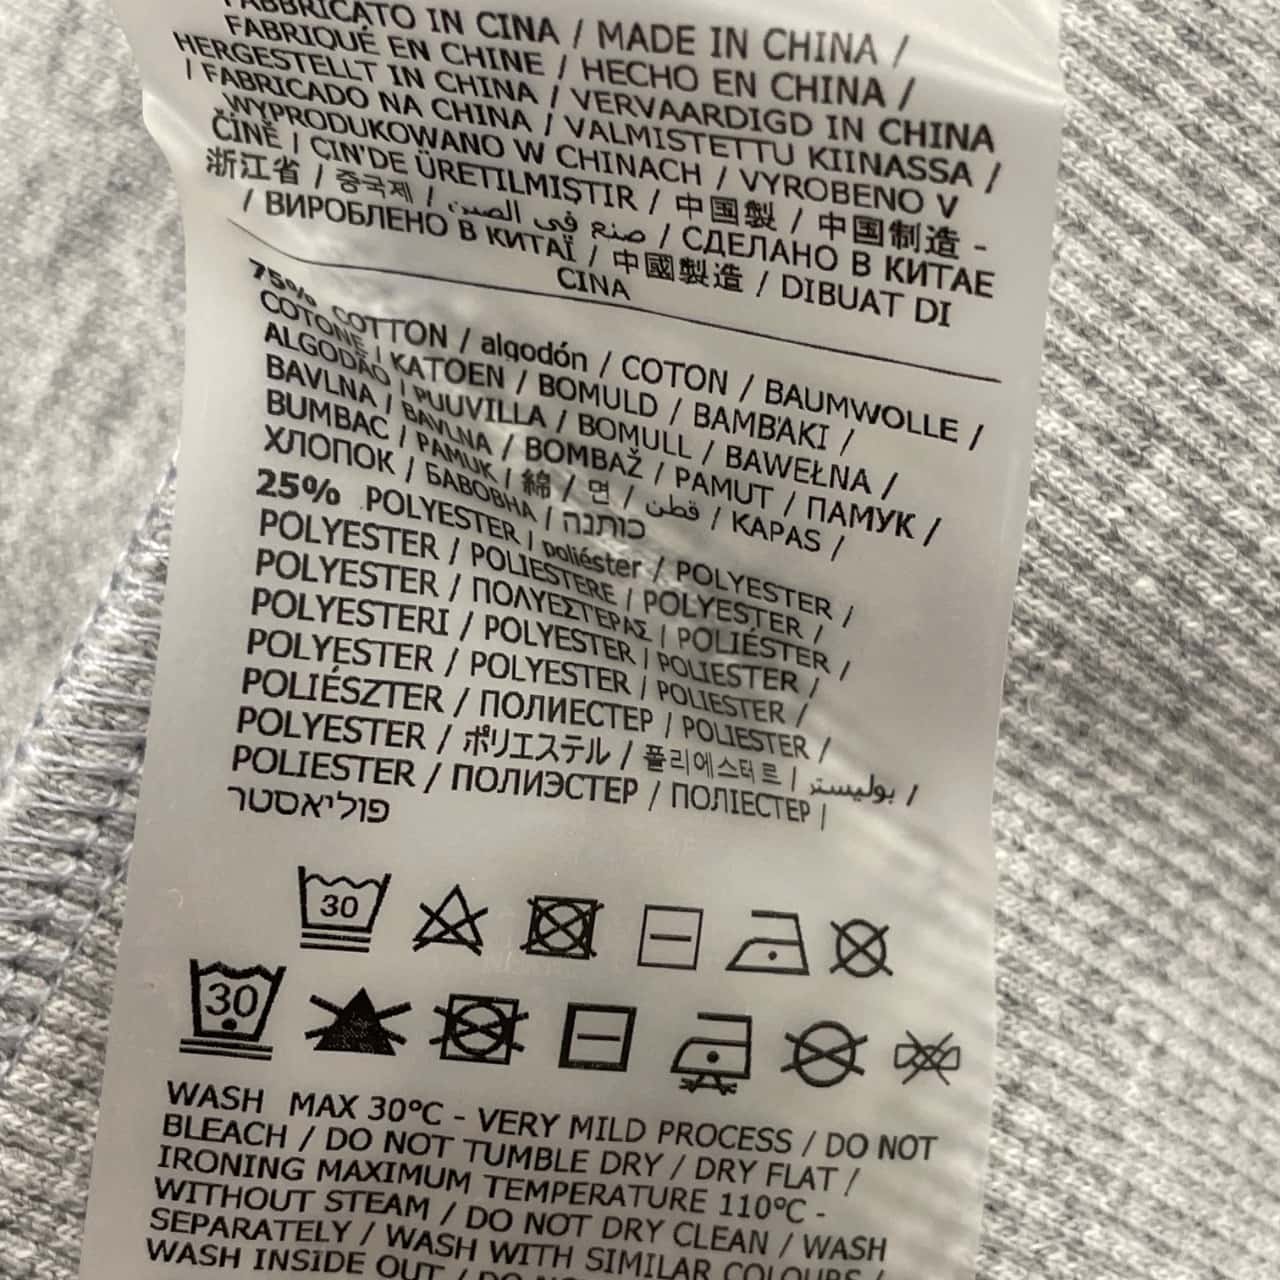 FABBRICATO IN CINA / MADE IN CHINA /
FABRIQUÉ EN CHINE / HECHO EN CHINA /
HERGESTELLT IN CHINA / VERVAARDIGD IN CHINA
/ FABRICADO NA CHINA / VALMISTETTU KIINASSA /
WYPRODUKOWANO W CHINACH / VYROBENO V
ČÍNĚ / ÇIN'DE ÜRETILMIŞTIR / 中国製 / 中国制造 -
浙江省 / 중국제 / صنع في الصين / СДЕЛАНО В КИТАЕ
/ ВИРОБЛЕНО В КИТАЇ / 中國製造 / DIBUAT DI
CINA
75% COTTON / algodón / COTON / BAUMWOLLE /
COTONE / KATOEN / BOMULD / BAMBAKI /
ALGODÃO / PUUVILLA / BOMULL / BAWEŁNA /
BAVLNA / BAVLNA / BOMBAŽ / PAMUT / ПАМУК /
BUMBAC / PAMUK / 綿 / 면 / قطن / KAPAS /
ХЛОПОК / БАВОВНА / כותנה
25% POLYESTER / poliéster / POLYESTER /
POLYESTER / POLIESTERE / POLYESTER /
POLYESTER / ΠΟΛΥΕΣΤΕΡΑΣ / POLIÉSTER /
POLYESTERI / POLYESTER / POLIESTER /
POLYESTER / POLYESTER / POLIESTER /
POLIÉSZTER / ПОЛИЕСТЕР / POLIESTER /
POLYESTER / ポリエステル / 폴리에스터르 / بوليستر /
POLIESTER / ПОЛИЭСТЕР / ПОЛІЕСТЕР /
פוליאסטר
30
30
WASH MAX 30°C - VERY MILD PROCESS / DO NOT
BLEACH / DO NOT TUMBLE DRY / DRY FLAT /
IRONING MAXIMUM TEMPERATURE 110°C -
WITHOUT STEAM / DO NOT DRY CLEAN / WASH
SEPARATELY / WASH WITH SIMILAR COLOURS /
WASH INSIDE OUT / DO